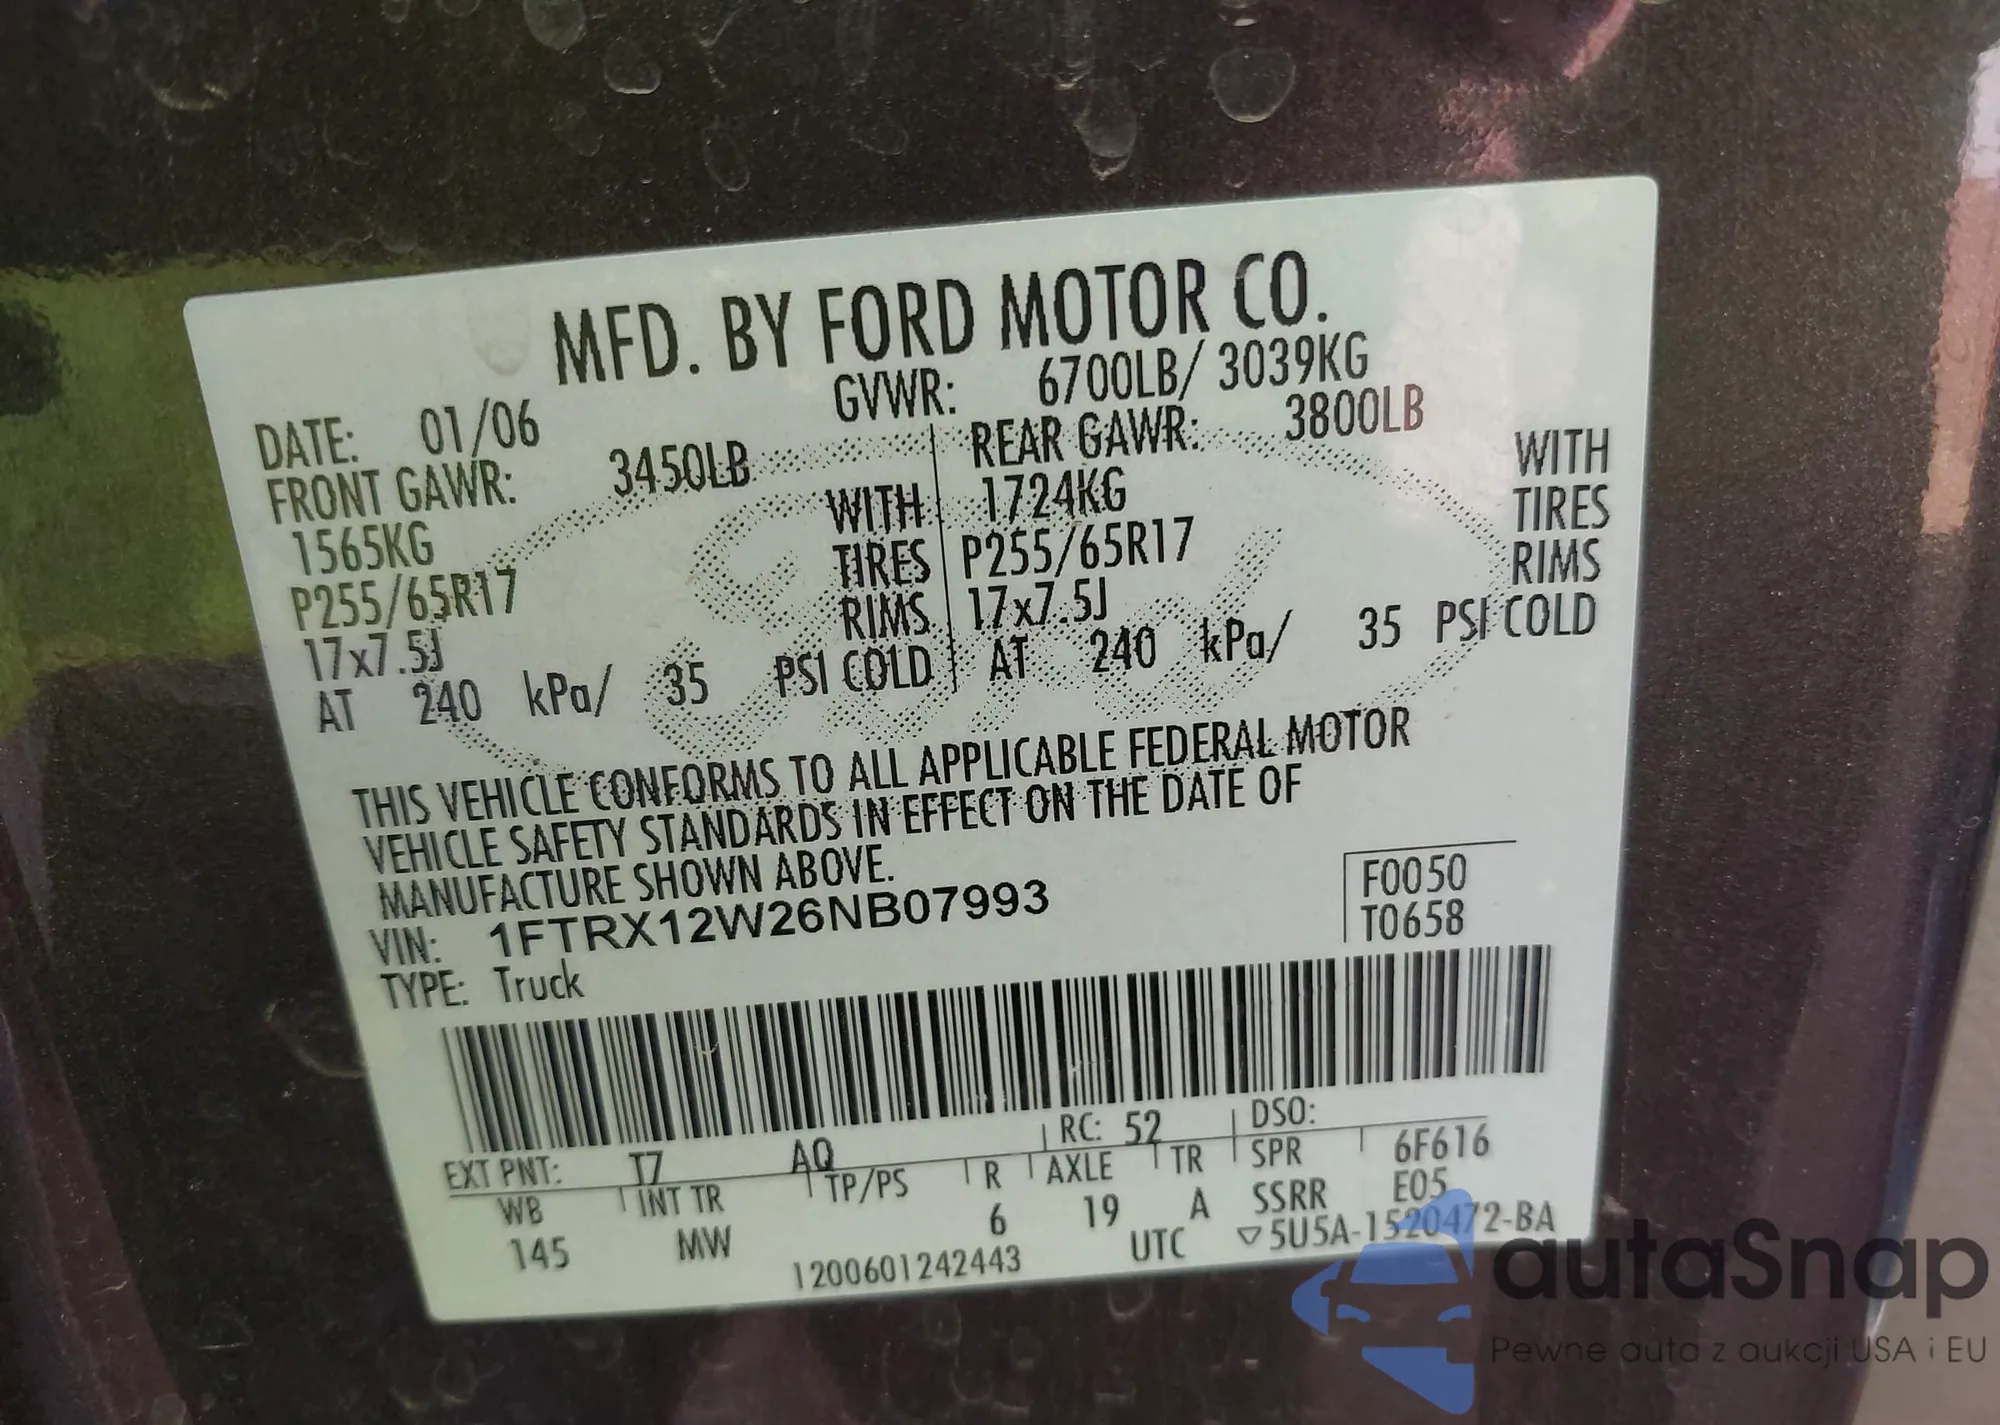 MFD. BY FORD MOTOR CO.
DATE: 01/06 GVWR: 6700LB/ 3039KG
FRONT GAWR: 3450LB REAR GAWR: 3800LB
1565KG WITH 1724KG WITH
P255/65R17 TIRES P255/65R17 TIRES
17x7.5J RIMS 17x7.5J RIMS
AT 240 kPa/ 35 PSI COLD AT 240 kPa/ 35 PSI COLD
THIS VEHICLE CONFORMS TO ALL APPLICABLE FEDERAL MOTOR
VEHICLE SAFETY STANDARDS IN EFFECT ON THE DATE OF
MANUFACTURE SHOWN ABOVE.
VIN: 1FTRX12W26NB07993
TYPE: Truck
F0050
T0658
EXT PNT: T7 AQ RC: 52 DSO:
WB INT TR TP/PS R AXLE TR SPR 6F616
145 MW 6 19 A SSRR E05
1200601242443 UTC ▽5U5A-1520472-BA
autaSnap
Pewne auta z aukcji USA i EU